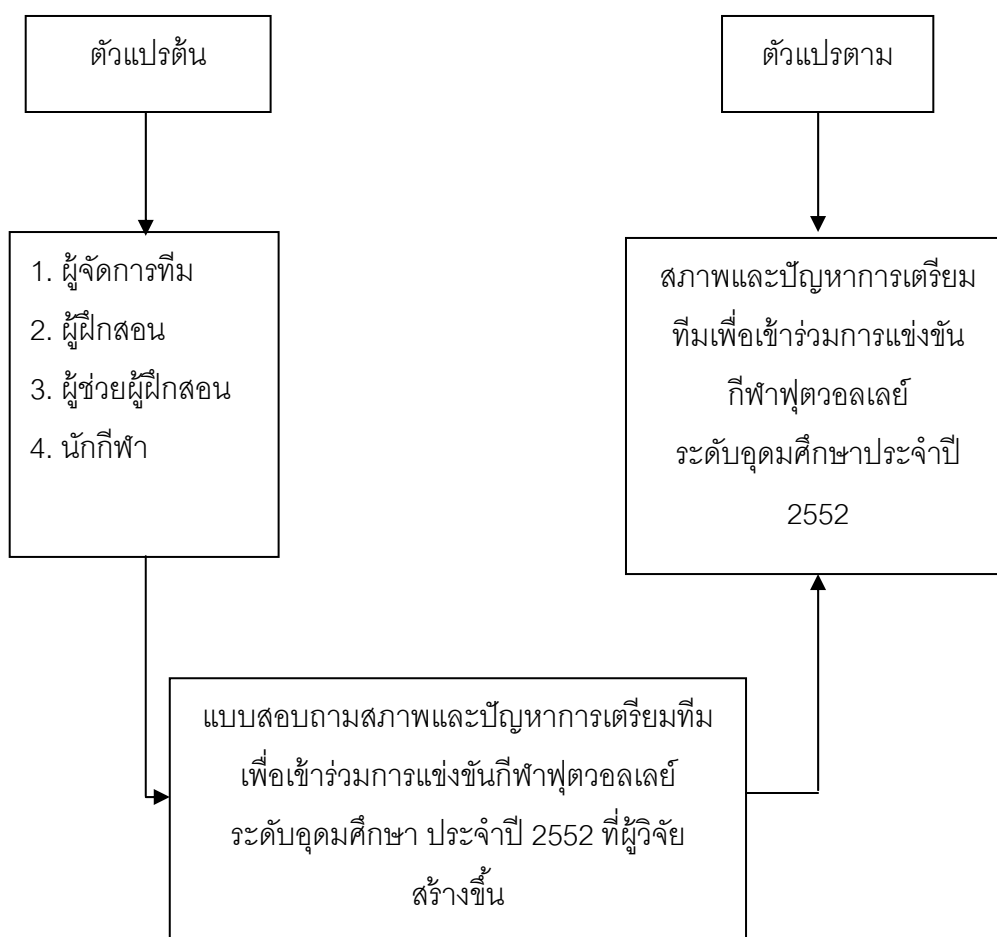 ตัวแปรต้น
ตัวแปรตาม
1. ผู้จัดการทีม
2. ผู้ฝึกสอน
3. ผู้ช่วยผู้ฝึกสอน
4. นักกีฬา
สภาพและปัญหาการเตรียม
ทีมเพื่อเข้าร่วมการแข่งขัน
กีฬาฟุตวอลเลย์
ระดับอุดมศึกษาประจำปี
2552
แบบสอบถามสภาพและปัญหาการเตรียมทีม
เพื่อเข้าร่วมการแข่งขันกีฬาฟุตวอลเลย์
ระดับอุดมศึกษา ประจำปี 2552 ที่ผู้วิจัย
สร้างขึ้น